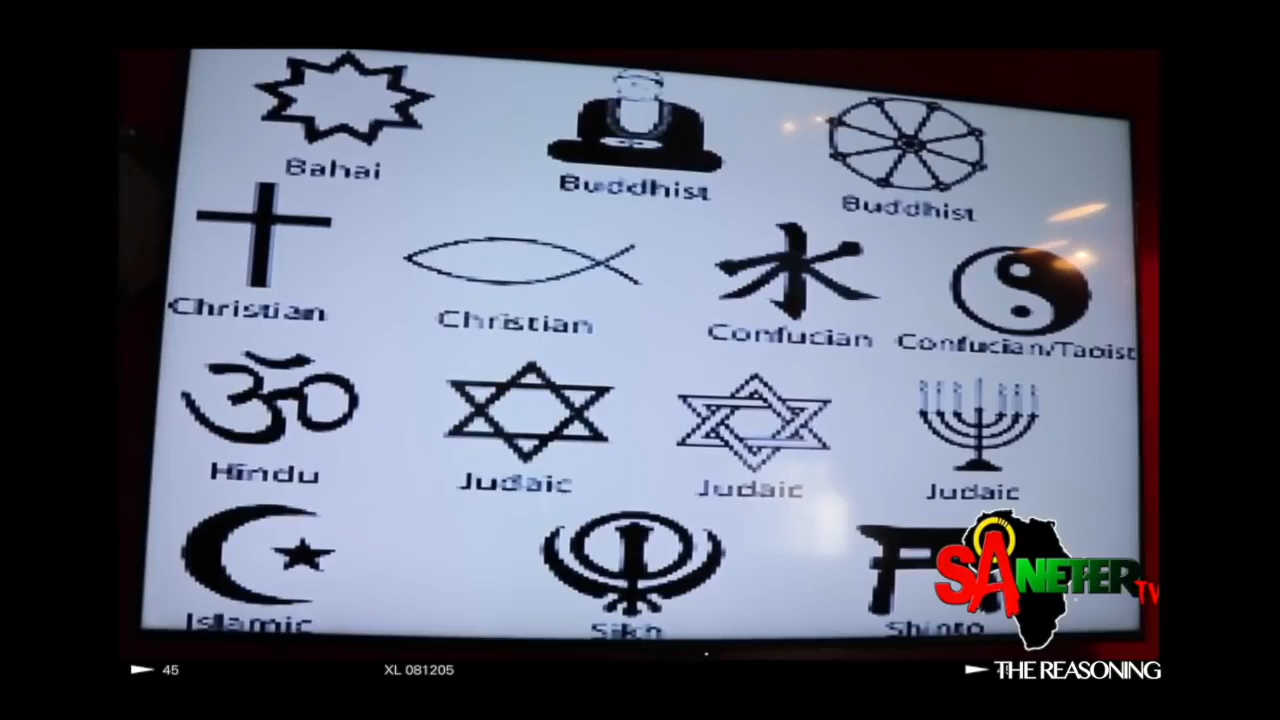 Bahai
Buddhist
Buddhist
Christian
Christian
Confucian
Confucian/Taoist
Hindu
Judaic
Judaic
Judaic
Islamic
Sikh
Shinto
SANETER TV
THE REASONING
45
XL 081205